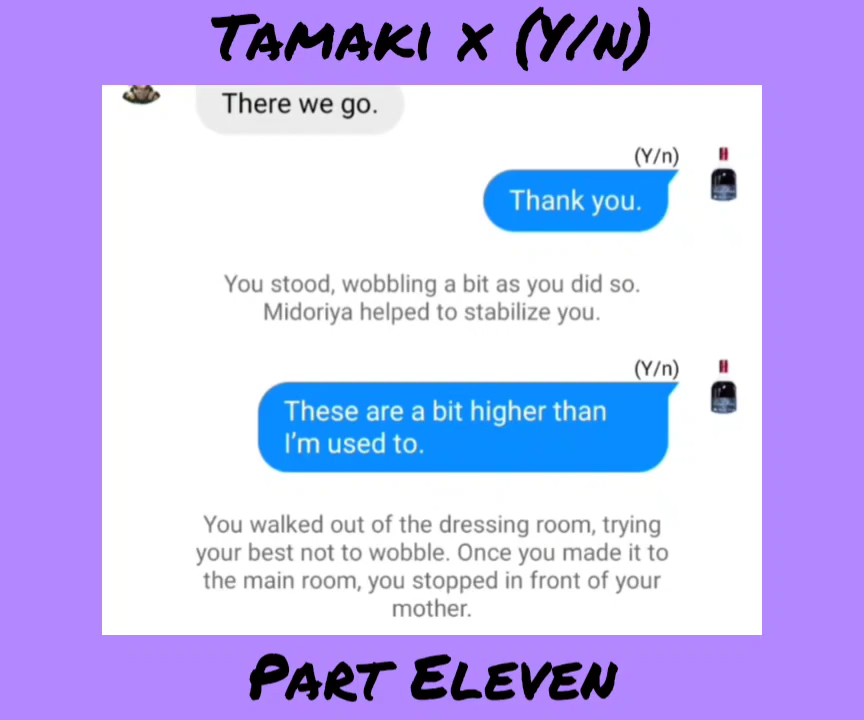 TAMAKI X (Y/N)
There we go.
(Y/n)
Thank you.
You stood, wobbling a bit as you did so.
Midoriya helped to stabilize you.
(Y/n)
These are a bit higher than
I'm used to.
You walked out of the dressing room, trying
your best not to wobble. Once you made it to
the main room, you stopped in front of your
mother.
PART ELEVEN